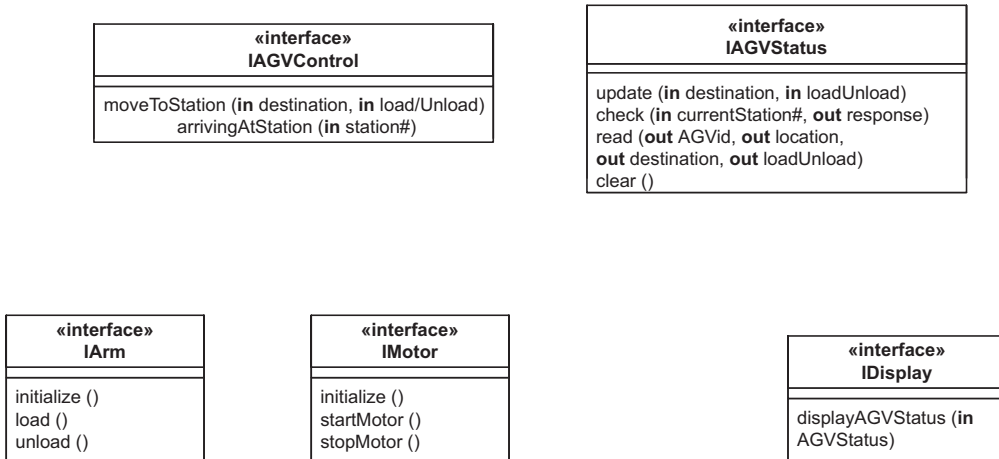 «interface»
IAGVControl
moveToStation (in destination, in load/Unload)
arrivingAtStation (in station#)
«interface»
IAGVStatus
update (in destination, in loadUnload)
check (in currentStation#, out response)
read (out AGVid, out location,
out destination, out loadUnload)
clear ()
«interface»
IArm
initialize ()
load ()
unload ()
«interface»
IMotor
initialize ()
startMotor ()
stopMotor ()
«interface»
IDisplay
displayAGVStatus (in
AGVStatus)